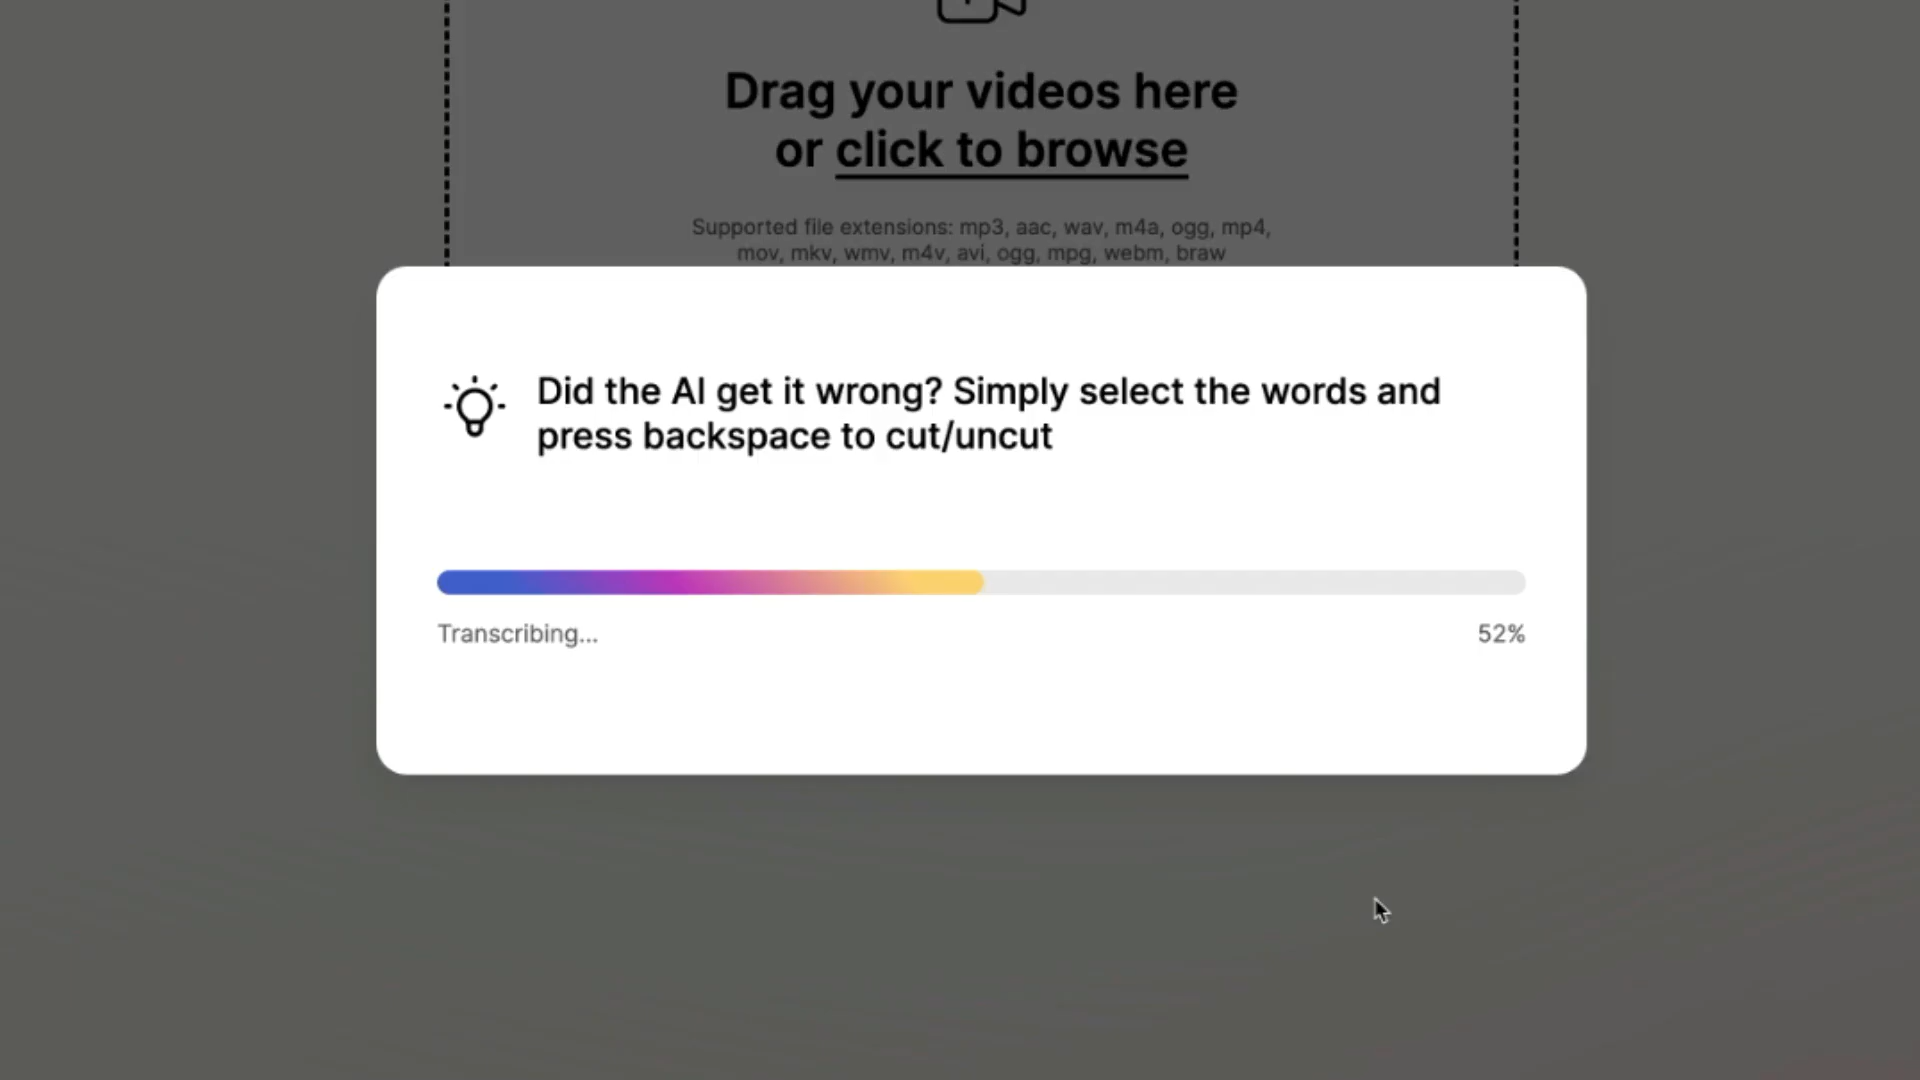 Drag your videos here
or click to browse
Supported file extensions: mp3, aac, wav, m4a, ogg, mp4,
mov, mkv, wmv, m4v, avi, ogg, mpg, webm, braw
Did the AI get it wrong? Simply select the words and
press backspace to cut/uncut
Transcribing...
52%